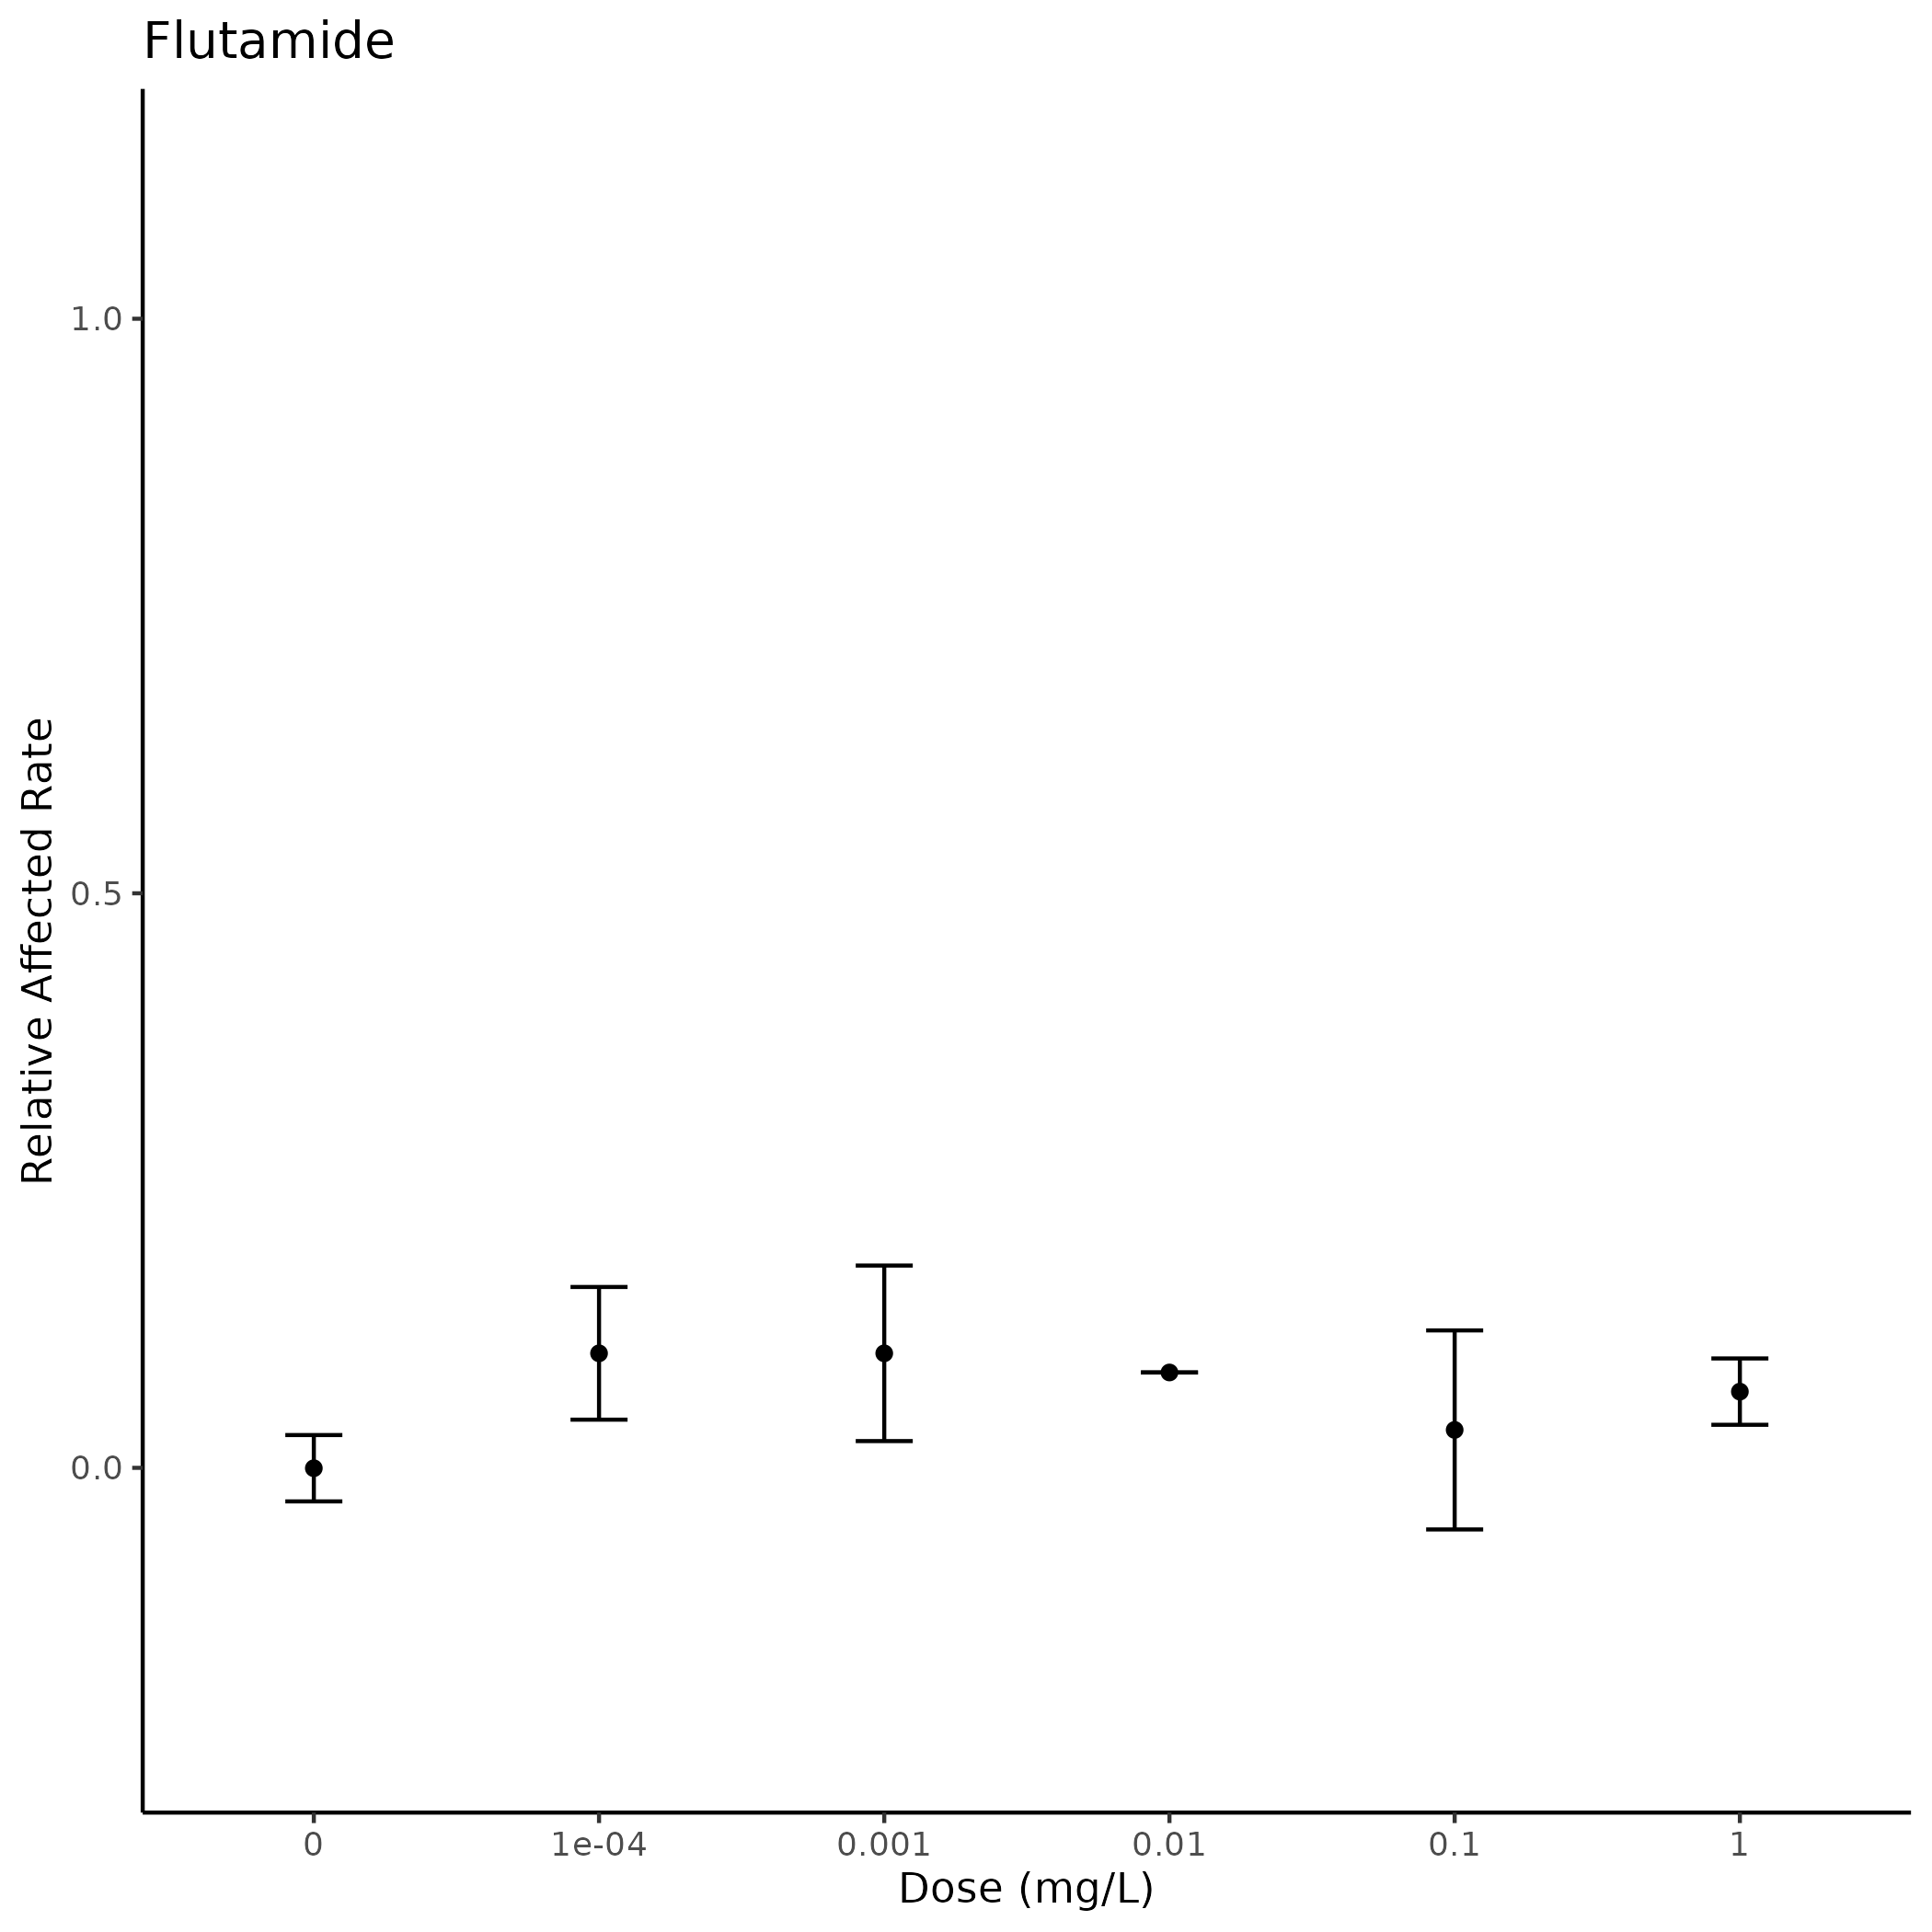 Flutamide
Relative Affected Rate
1.0
0.5
0.0
0 1e-04 0.001 0.01 0.1 1
Dose (mg/L)